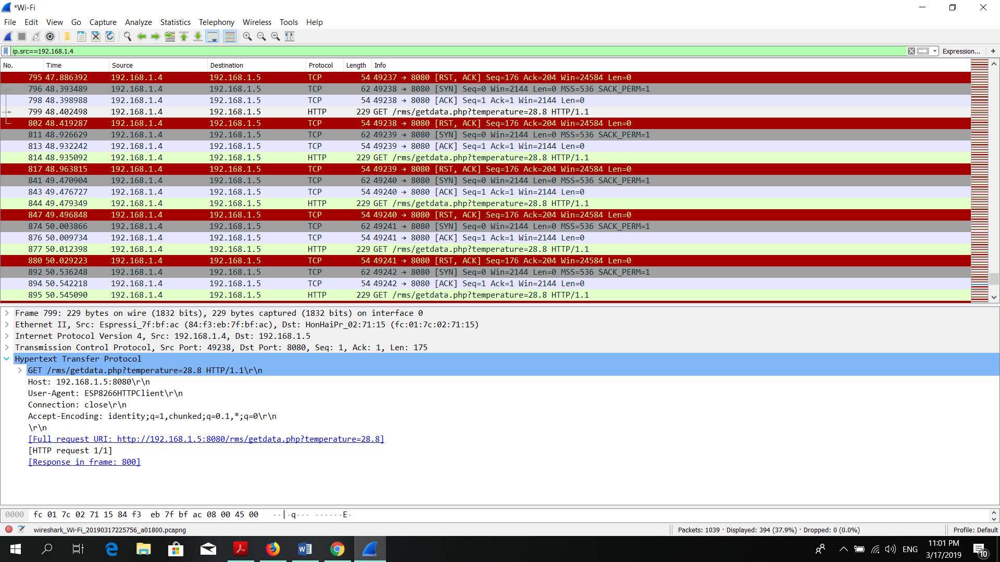 *Wi-Fi
File Edit View Go Capture Analyze Statistics Telephony Wireless Tools Help
ip.src==192.168.1.4 Expression... +
No. Time Source Destination Protocol Length Info
795 47.886392 192.168.1.4 192.168.1.5 TCP 54 49237 → 8080 [RST, ACK] Seq=176 Ack=204 Win=24584 Len=0
796 48.393489 192.168.1.4 192.168.1.5 TCP 62 49238 → 8080 [SYN] Seq=0 Win=2144 Len=0 MSS=536 SACK_PERM=1
798 48.398988 192.168.1.4 192.168.1.5 TCP 54 49238 → 8080 [ACK] Seq=1 Ack=1 Win=2144 Len=0
799 48.402498 192.168.1.4 192.168.1.5 HTTP 229 GET /rms/getdata.php?temperature=28.8 HTTP/1.1
802 48.419287 192.168.1.4 192.168.1.5 TCP 54 49238 → 8080 [RST, ACK] Seq=176 Ack=204 Win=24584 Len=0
811 48.926629 192.168.1.4 192.168.1.5 TCP 62 49239 → 8080 [SYN] Seq=0 Win=2144 Len=0 MSS=536 SACK_PERM=1
813 48.932242 192.168.1.4 192.168.1.5 TCP 54 49239 → 8080 [ACK] Seq=1 Ack=1 Win=2144 Len=0
814 48.935092 192.168.1.4 192.168.1.5 HTTP 229 GET /rms/getdata.php?temperature=28.8 HTTP/1.1
817 48.963815 192.168.1.4 192.168.1.5 TCP 54 49239 → 8080 [RST, ACK] Seq=176 Ack=204 Win=24584 Len=0
841 49.470904 192.168.1.4 192.168.1.5 TCP 62 49240 → 8080 [SYN] Seq=0 Win=2144 Len=0 MSS=536 SACK_PERM=1
843 49.476727 192.168.1.4 192.168.1.5 TCP 54 49240 → 8080 [ACK] Seq=1 Ack=1 Win=2144 Len=0
844 49.479349 192.168.1.4 192.168.1.5 HTTP 229 GET /rms/getdata.php?temperature=28.8 HTTP/1.1
847 49.496848 192.168.1.4 192.168.1.5 TCP 54 49240 → 8080 [RST, ACK] Seq=176 Ack=204 Win=24584 Len=0
874 50.003866 192.168.1.4 192.168.1.5 TCP 62 49241 → 8080 [SYN] Seq=0 Win=2144 Len=0 MSS=536 SACK_PERM=1
876 50.009734 192.168.1.4 192.168.1.5 TCP 54 49241 → 8080 [ACK] Seq=1 Ack=1 Win=2144 Len=0
877 50.012398 192.168.1.4 192.168.1.5 HTTP 229 GET /rms/getdata.php?temperature=28.8 HTTP/1.1
880 50.029223 192.168.1.4 192.168.1.5 TCP 54 49241 → 8080 [RST, ACK] Seq=176 Ack=204 Win=24584 Len=0
892 50.536248 192.168.1.4 192.168.1.5 TCP 62 49242 → 8080 [SYN] Seq=0 Win=2144 Len=0 MSS=536 SACK_PERM=1
894 50.542218 192.168.1.4 192.168.1.5 TCP 54 49242 → 8080 [ACK] Seq=1 Ack=1 Win=2144 Len=0
895 50.545090 192.168.1.4 192.168.1.5 HTTP 229 GET /rms/getdata.php?temperature=28.8 HTTP/1.1
Frame 799: 229 bytes on wire (1832 bits), 229 bytes captured (1832 bits) on interface 0
Ethernet II, Src: Espressi_7f:bf:ac (84:f3:eb:7f:bf:ac), Dst: HonHaiPr_02:71:15 (fc:01:7c:02:71:15)
Internet Protocol Version 4, Src: 192.168.1.4, Dst: 192.168.1.5
Transmission Control Protocol, Src Port: 49238, Dst Port: 8080, Seq: 1, Ack: 1, Len: 175
Hypertext Transfer Protocol
GET /rms/getdata.php?temperature=28.8 HTTP/1.1\r\n
Host: 192.168.1.5:8080\r\n
User-Agent: ESP8266HTTPClient\r\n
Connection: close\r\n
Accept-Encoding: identity;q=1,chunked;q=0.1,*;q=0\r\n
\r\n
[Full request URI: http://192.168.1.5:8080/rms/getdata.php?temperature=28.8]
[HTTP request 1/1]
[Response in frame: 800]
0000 fc 01 7c 02 71 15 84 f3 eb 7f bf ac 08 00 45 00 ··|·q··· ······E·
wireshark_Wi-Fi_20190317225756_a01800.pcapng Packets: 1039 · Displayed: 394 (37.9%) · Dropped: 0 (0.0%) Profile: Default
ENG 11:01 PM
3/17/2019 10